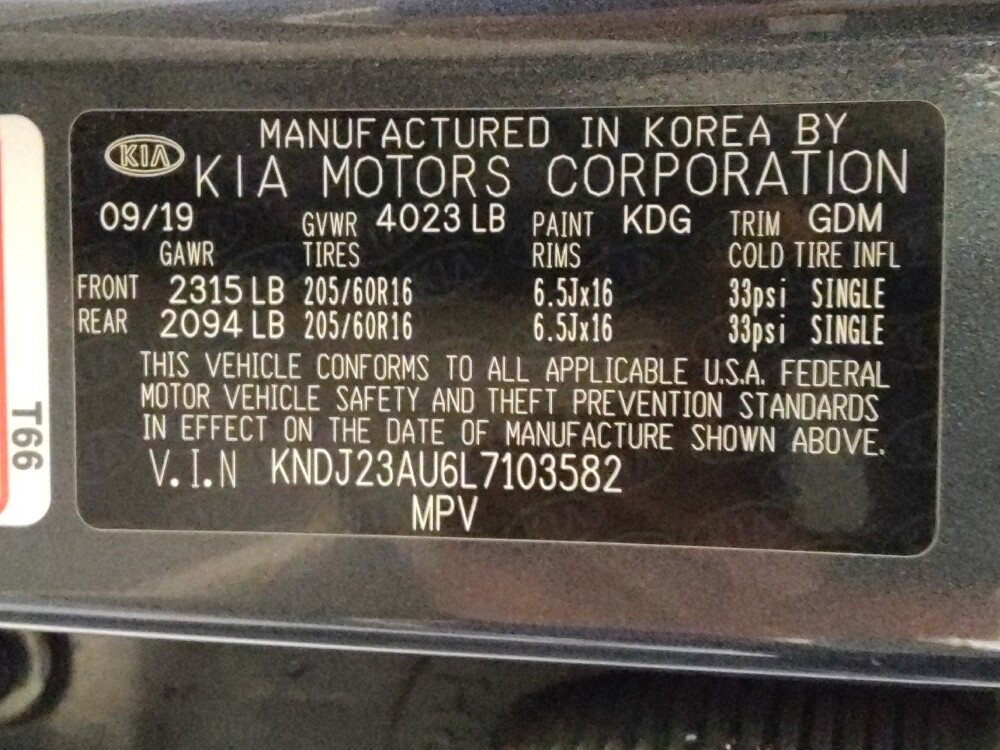 KIA MANUFACTURED IN KOREA BY
KIA MOTORS CORPORATION
09/19 GVWR 4023 LB PAINT KDG TRIM GDM
GAWR TIRES RIMS COLD TIRE INFL
FRONT 2315 LB 205/60R16 6.5Jx16 33psi SINGLE
REAR 2094 LB 205/60R16 6.5Jx16 33psi SINGLE
THIS VEHICLE CONFORMS TO ALL APPLICABLE U.S.A. FEDERAL
MOTOR VEHICLE SAFETY AND THEFT PREVENTION STANDARDS
IN EFFECT ON THE DATE OF MANUFACTURE SHOWN ABOVE.
V.I.N KNDJ23AU6L7103582
MPV
T66